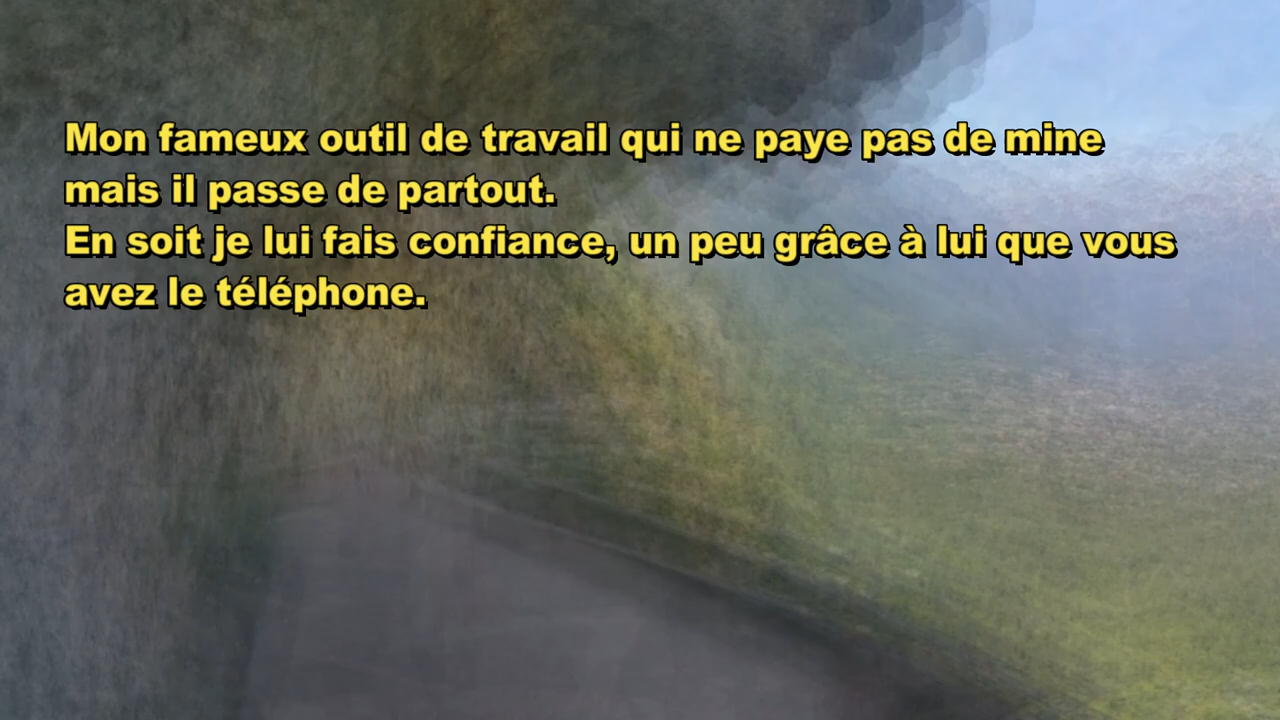 Mon fameux outil de travail qui ne paye pas de mine
mais il passe de partout.
En soit je lui fais confiance, un peu grâce à lui que vous
avez le téléphone.